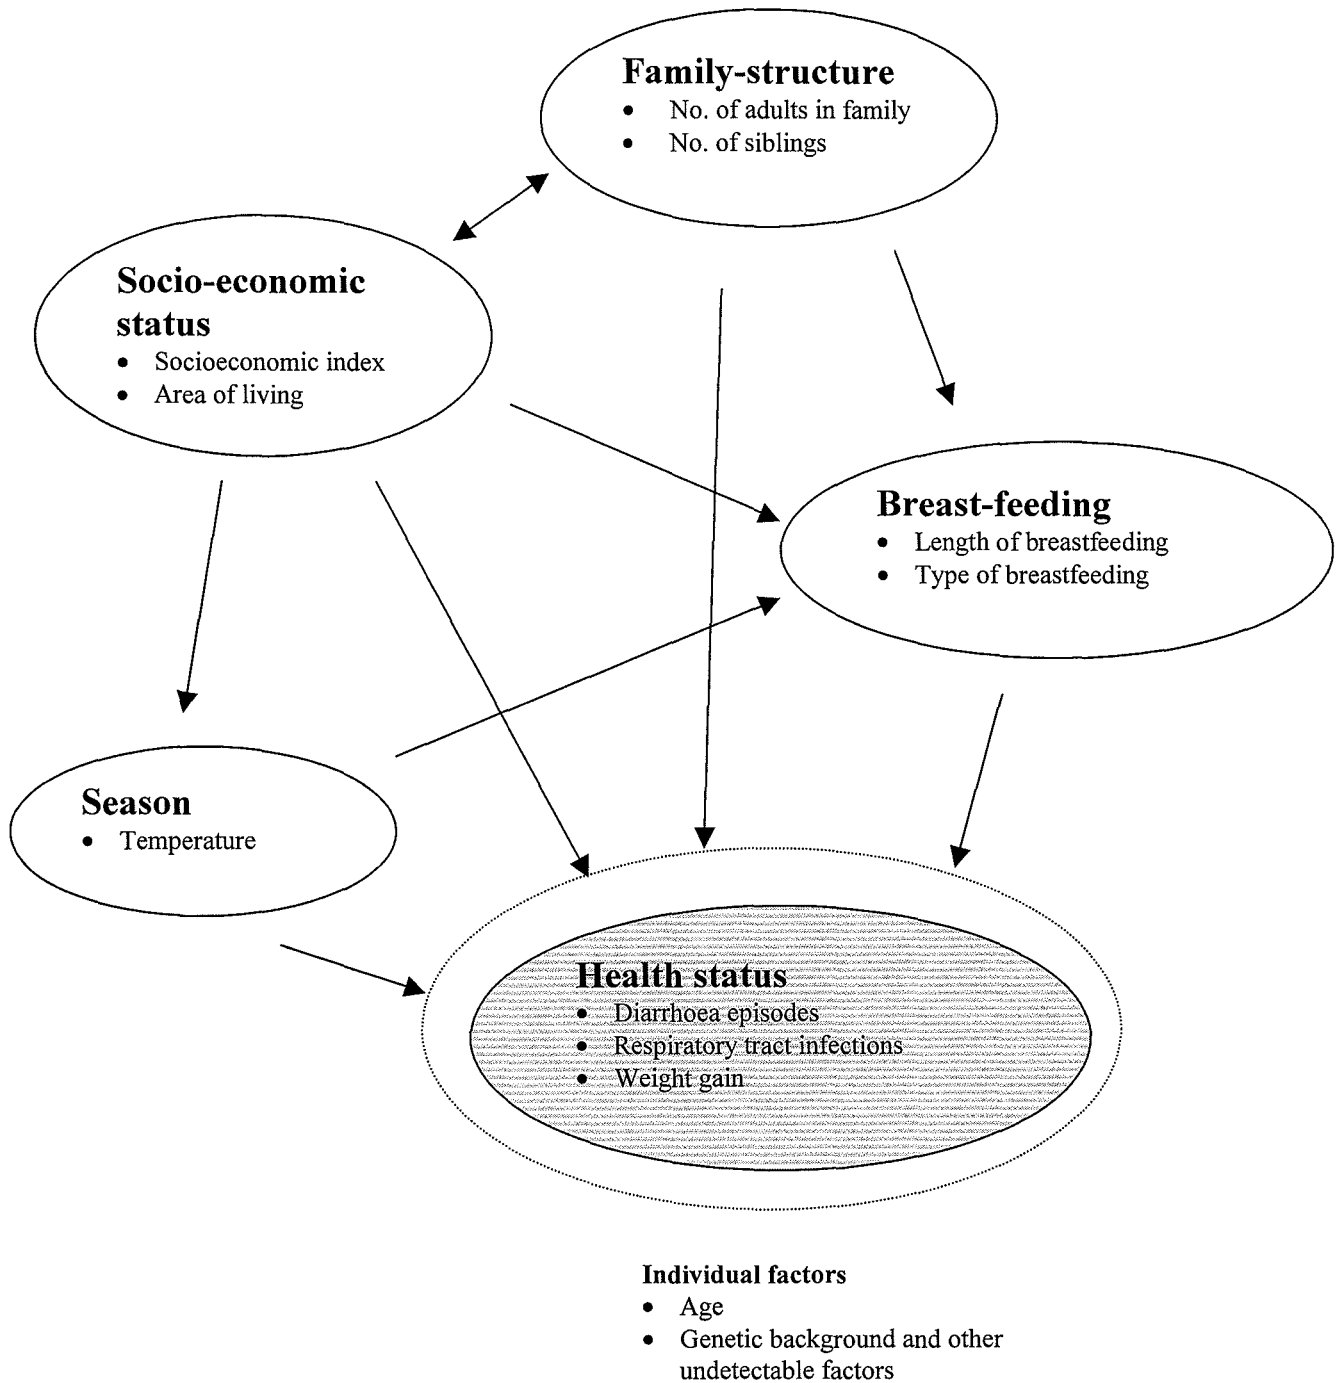 Family-structure
• No. of adults in family
• No. of siblings
Socio-economic
status
• Socioeconomic index
• Area of living
Breast-feeding
• Length of breastfeeding
• Type of breastfeeding
Season
• Temperature
Health status
• Diarrhoea episodes
• Respiratory tract infections
• Weight gain
Individual factors
• Age
• Genetic background and other
undetectable factors